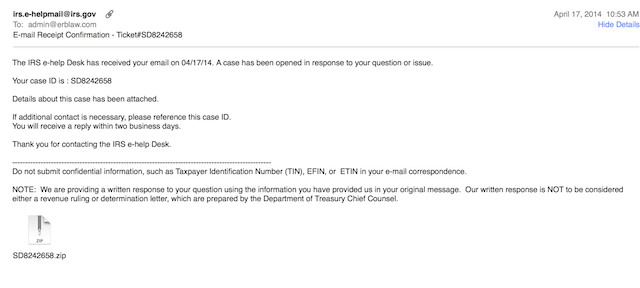 irs.e-helpmail@irs.gov
April 17, 2014 10:53 AM
To: admin@erblaw.com
Hide Details
E-mail Receipt Confirmation - Ticket#SD8242658
The IRS e-help Desk has received your email on 04/17/14. A case has been opened in response to your question or issue.
Your case ID is : SD8242658
Details about this case has been attached.
If additional contact is necessary, please reference this case ID.
You will receive a reply within two business days.
Thank you for contacting the IRS e-help Desk.
Do not submit confidential information, such as Taxpayer Identification Number (TIN), EFIN, or ETIN in your e-mail correspondence.
NOTE: We are providing a written response to your question using the information you have provided us in your original message. Our written response is NOT to be considered
either a revenue ruling or determination letter, which are prepared by the Department of Treasury Chief Counsel.
ZIP
SD8242658.zip